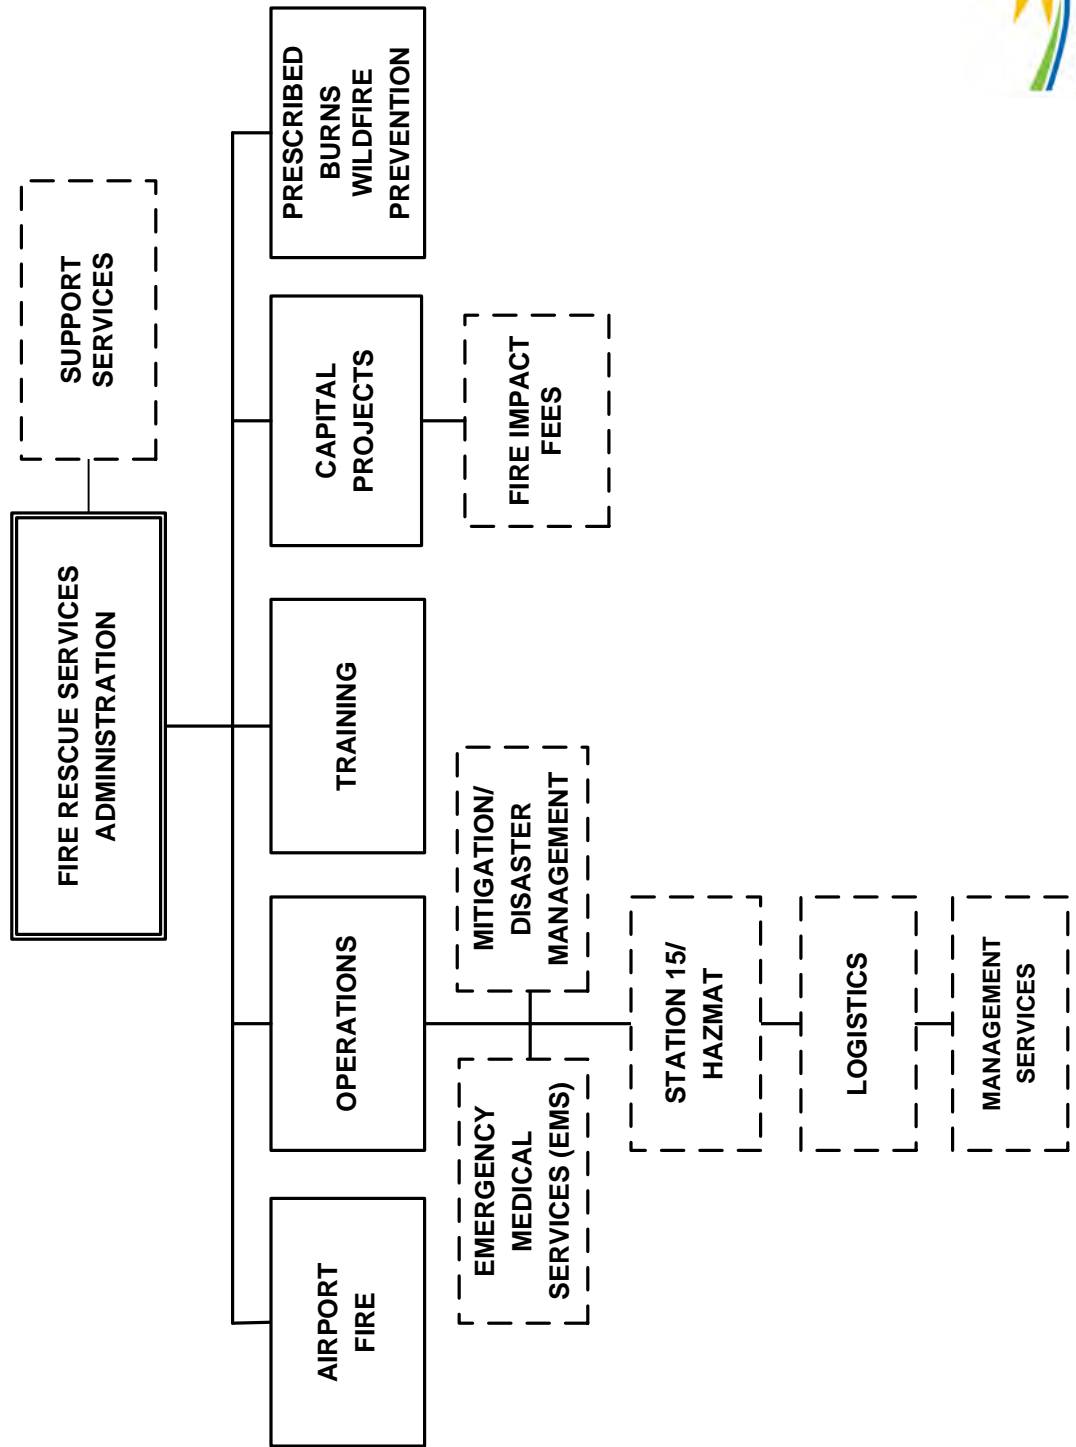 FIRE RESCUE SERVICES
ADMINISTRATION
SUPPORT
SERVICES
AIRPORT
FIRE
OPERATIONS
TRAINING
CAPITAL
PROJECTS
PRESCRIBED
BURNS
WILDFIRE
PREVENTION
EMERGENCY
MEDICAL
SERVICES (EMS)
MITIGATION/
DISASTER
MANAGEMENT
FIRE IMPACT
FEES
STATION 15/
HAZMAT
LOGISTICS
MANAGEMENT
SERVICES